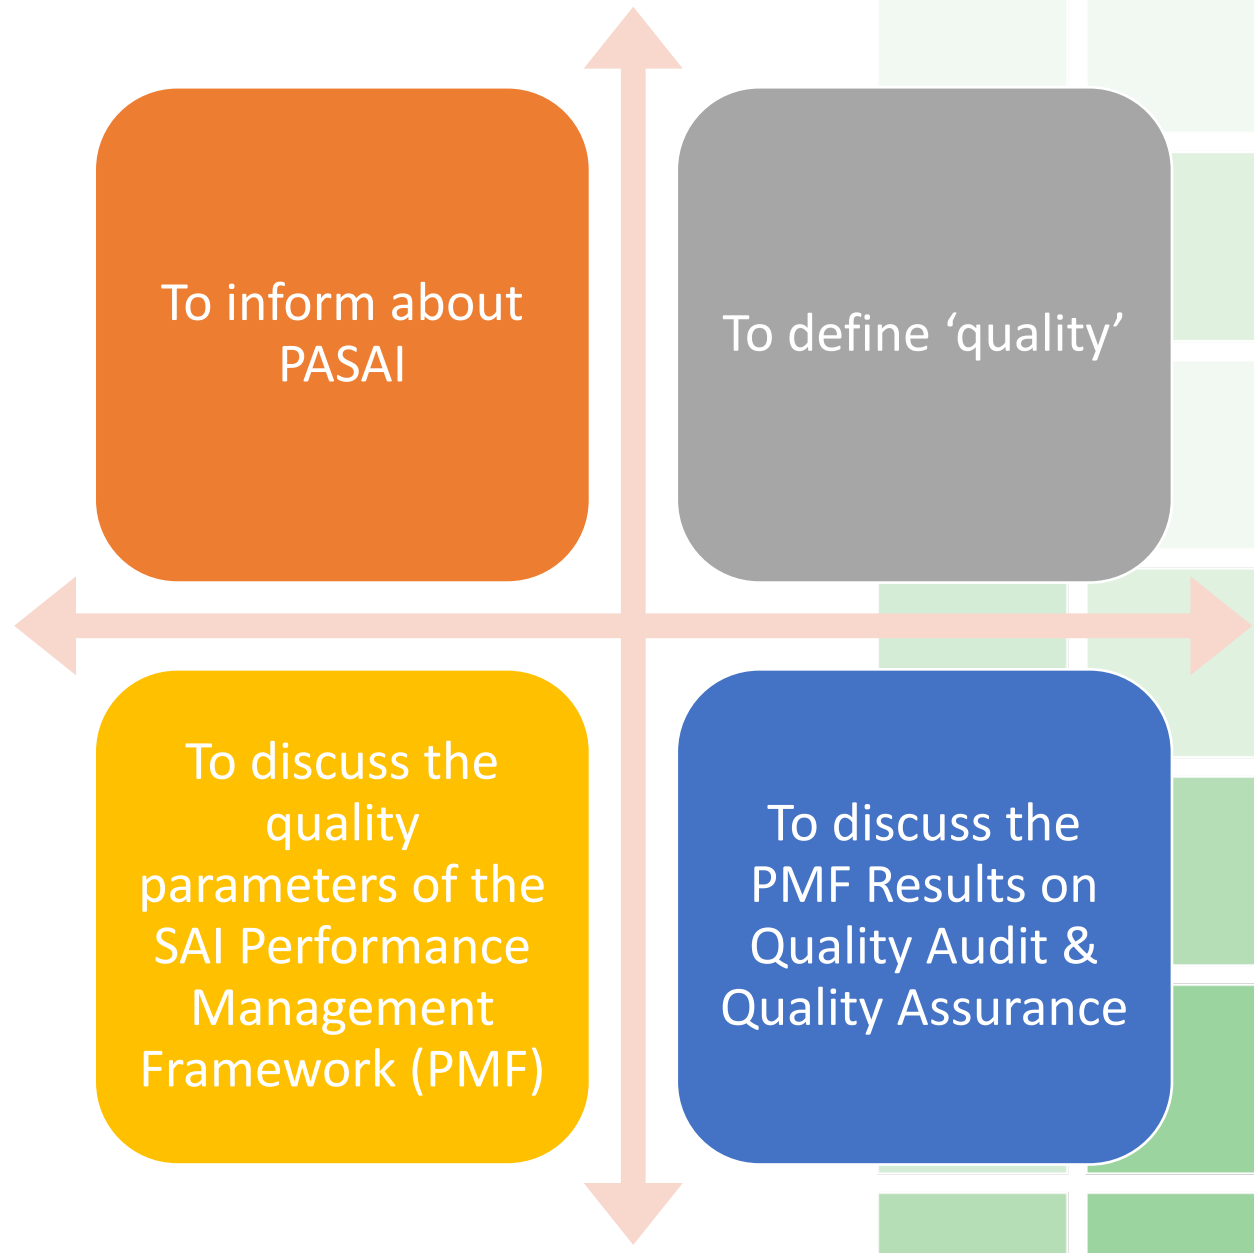 To inform about
PASAI
To define ‘quality’
To discuss the
quality
parameters of the
SAI Performance
Management
Framework (PMF)
To discuss the
PMF Results on
Quality Audit &
Quality Assurance